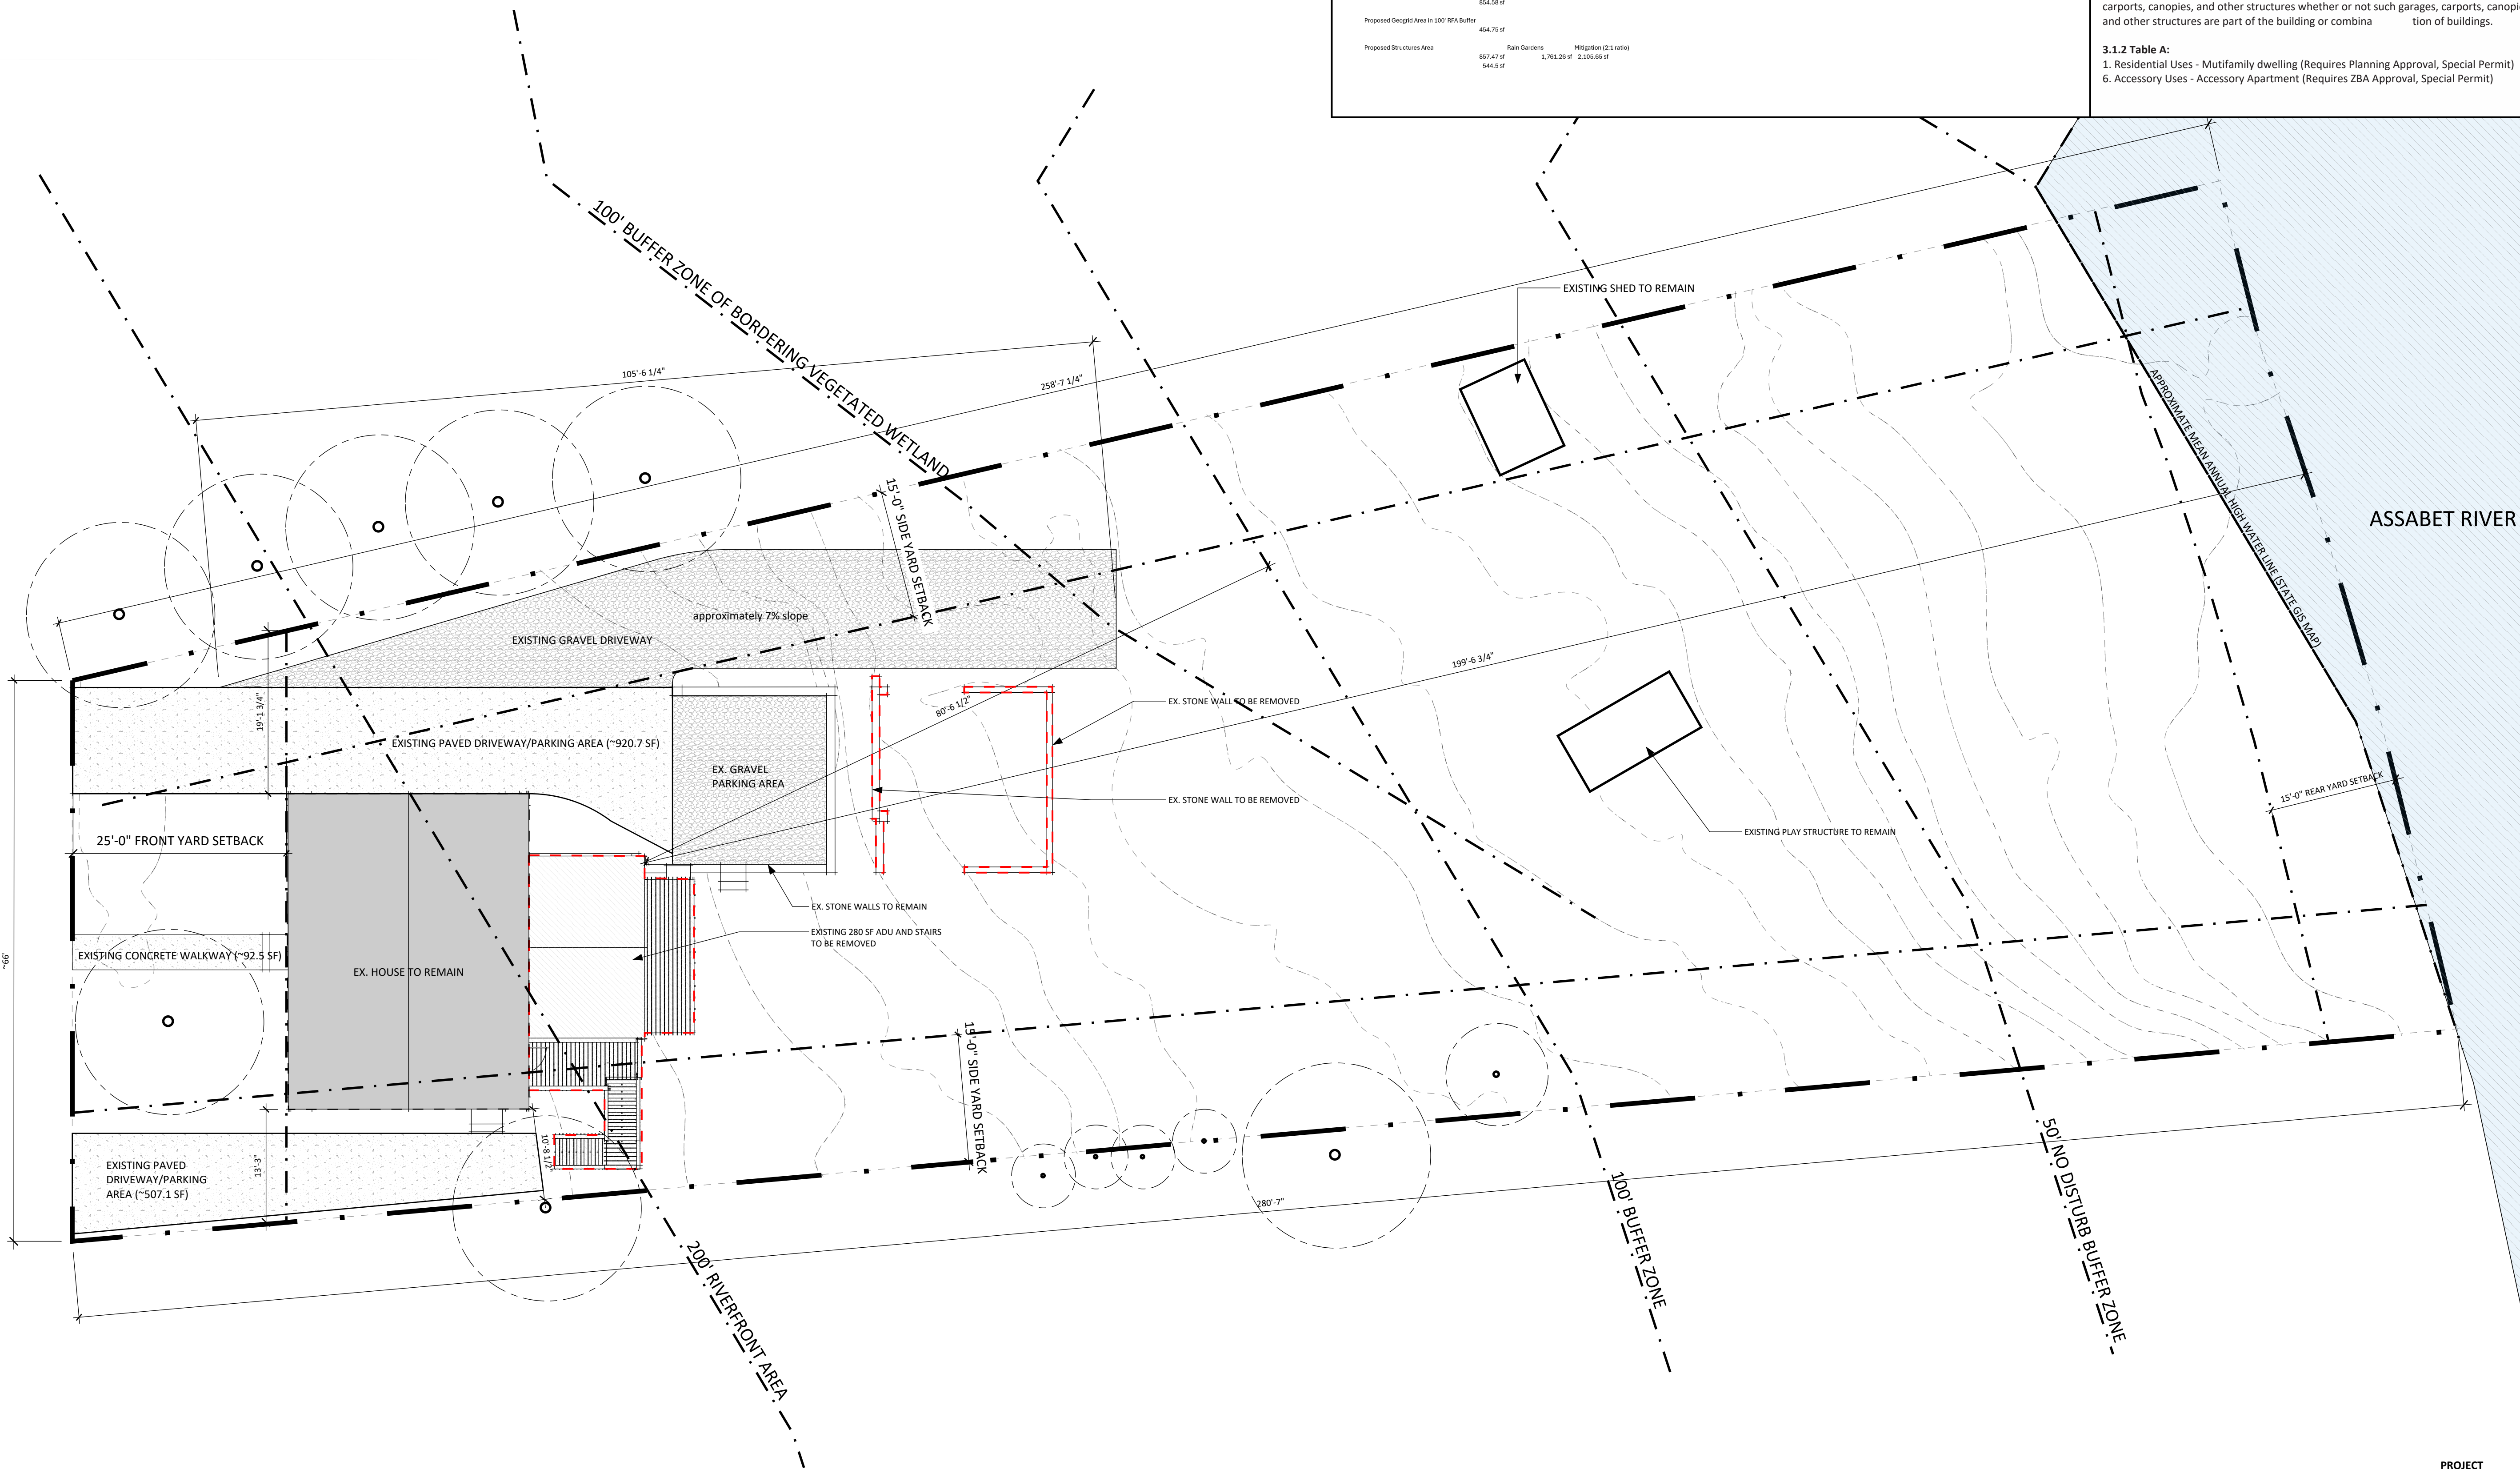 854.58 sf
Proposed Geogrid Area in 100' RFA Buffer
454.75 sf
Proposed Structures Area Rain Gardens Mitigation (2:1 ratio)
857.47 sf 1,761.26 sf 2,105.65 sf
544.5 sf
carports, canopies, and other structures whether or not such garages, carports,
and other structures are part of the building or combina tion of buildings.
3.1.2 Table A:
1. Residential Uses - Mutifamily dwelling (Requires Planning Approval, Special Permit)
6. Accessory Uses - Accessory Apartment (Requires ZBA Approval, Special Permit)
100' BUFFER ZONE OF BORDERING VEGETATED WETLAND
EXISTING SHED TO REMAIN
105'-6 1/4"
258'-7 1/4"
APPROXIMATE MEAN ANNUAL HIGH WATER LINE (STATE GIS MAP)
ASSABET RIVER
15'-0" SIDE YARD SETBACK
approximately 7% slope
EXISTING GRAVEL DRIVEWAY
199'-6 3/4"
80'-6 1/2"
EX. STONE WALL TO BE REMOVED
19'-1 3/4"
EXISTING PAVED DRIVEWAY/PARKING AREA (~920.7 SF)
EX. GRAVEL
PARKING AREA
EX. STONE WALL TO BE REMOVED
15'-0" REAR YARD SETBACK
EXISTING PLAY STRUCTURE TO REMAIN
25'-0" FRONT YARD SETBACK
EX. STONE WALLS TO REMAIN
EXISTING 280 SF ADU AND STAIRS
TO BE REMOVED
~66'
EXISTING CONCRETE WALKWAY (~92.5 SF)
EX. HOUSE TO REMAIN
15'-0" SIDE YARD SETBACK
EXISTING PAVED
DRIVEWAY/PARKING
AREA (~507.1 SF)
13'-3"
10'-8 1/2"
280'-7"
100' BUFFER ZONE
50' NO DISTURB BUFFER ZONE
200' RIVERFRONT AREA
PROJECT